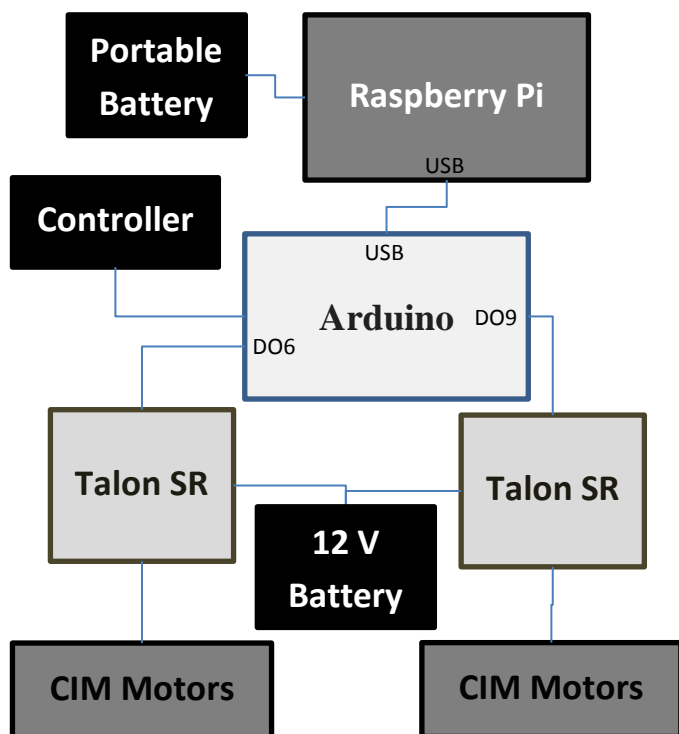 Portable
Battery
Raspberry Pi
USB
Controller
USB
Arduino
DO9
DO6
Talon SR
Talon SR
12 V
Battery
CIM Motors
CIM Motors